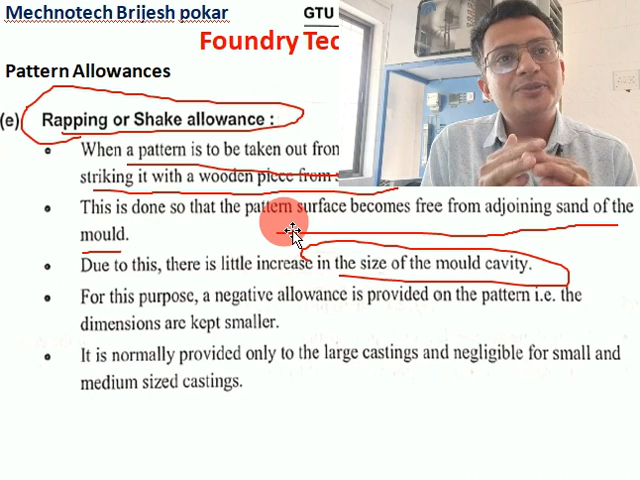 Mechnotech Brijesh pokar
GTU
Foundry Tec
Pattern Allowances
(e) Rapping or Shake allowance :
• When a pattern is to be taken out from
striking it with a wooden piece from
• This is done so that the pattern surface becomes free from adjoining sand of the
mould.
• Due to this, there is little increase in the size of the mould cavity.
• For this purpose, a negative allowance is provided on the pattern i.e. the
dimensions are kept smaller.
• It is normally provided only to the large castings and negligible for small and
medium sized castings.